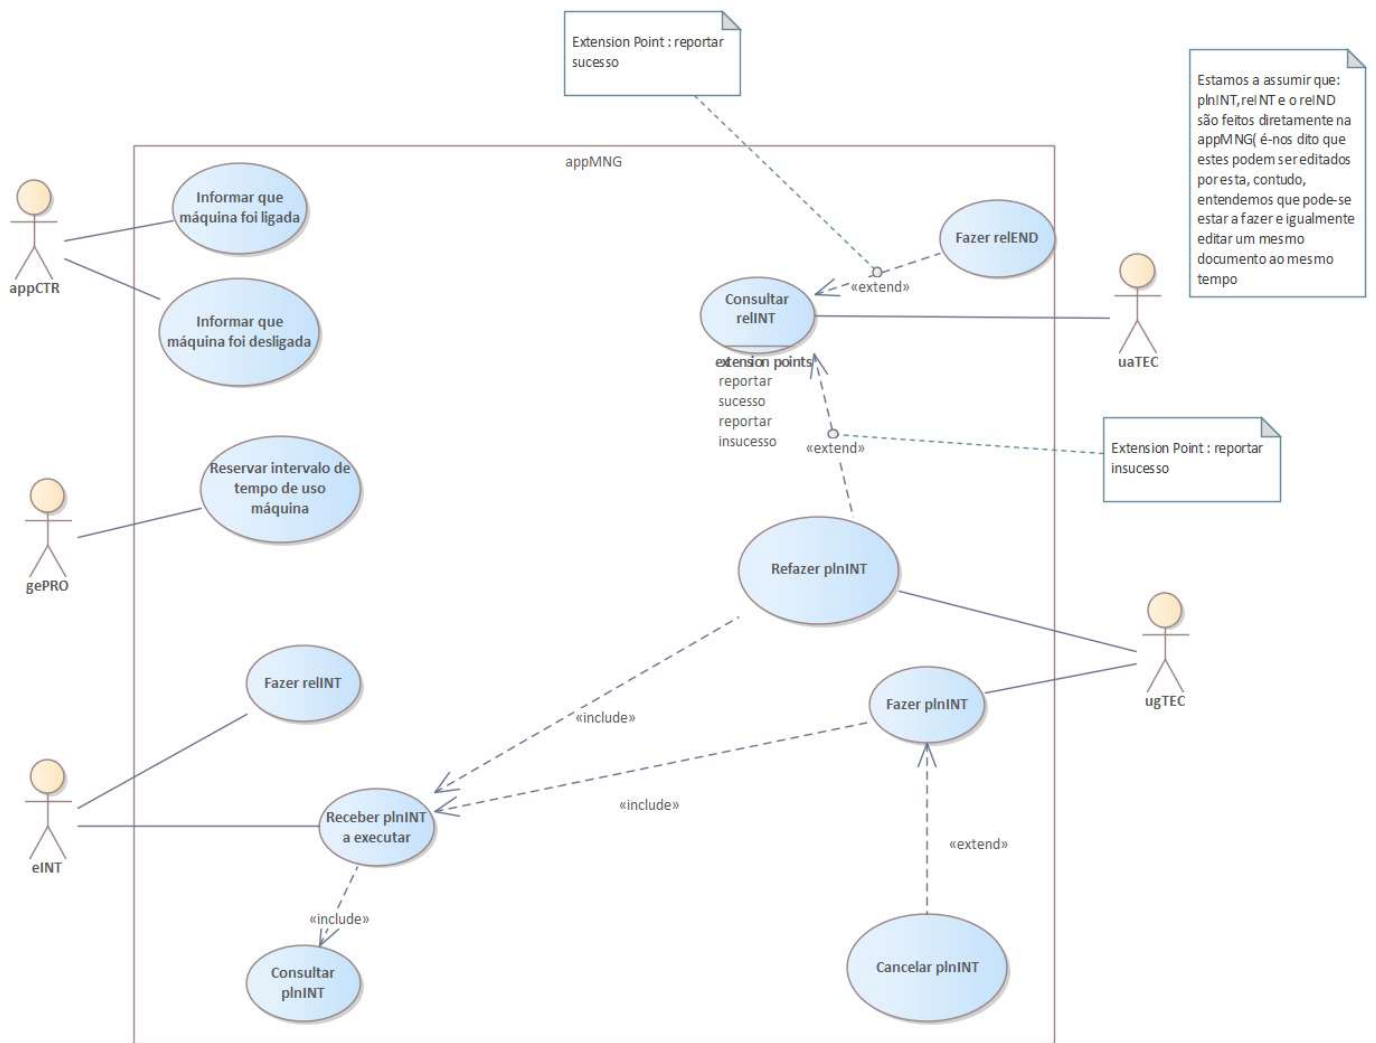 Extension Point : reportar
sucesso
Estamos a assumir que:
plnINT,relNT e o relND
são feitos diretamente na
appMNG( é-nos dito que
estes podem ser editados
por esta, contudo,
entendemos que pode-se
estar a fazer e igualmente
editar um mesmo
documento ao mesmo
tempo
appMNG
Informar que
máquina foi ligada
appCTR
Informar que
máquina foi desligada
Fazer relEND
«extend»
Consultar
relINT
extension points
reportar
sucesso
reportar
insucesso
uaTEC
«extend»
Extension Point : reportar
insucesso
Reservar intervalo de
tempo de uso
máquina
gePRO
Refazer plnINT
ugTEC
Fazer relINT
Fazer plnINT
«include»
«include»
Receber plnINT
a executar
eINT
«extend»
«include»
Consultar
plnINT
Cancelar plnINT